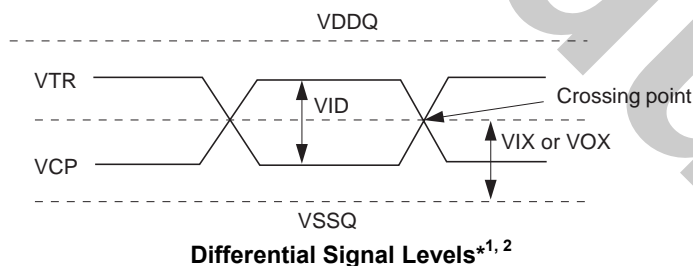 VDDQ
VTR
VID
Crossing point
VIX or VOX
VCP
VSSQ
Differential Signal Levels*1, 2